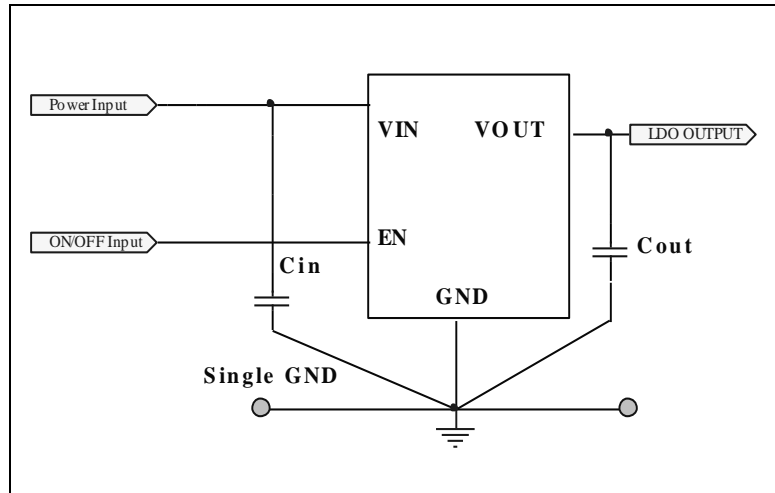 Power Input
VIN
VOUT
LDO OUTPUT
ON/OFF Input
EN
Cin
Cout
GND
Single GND